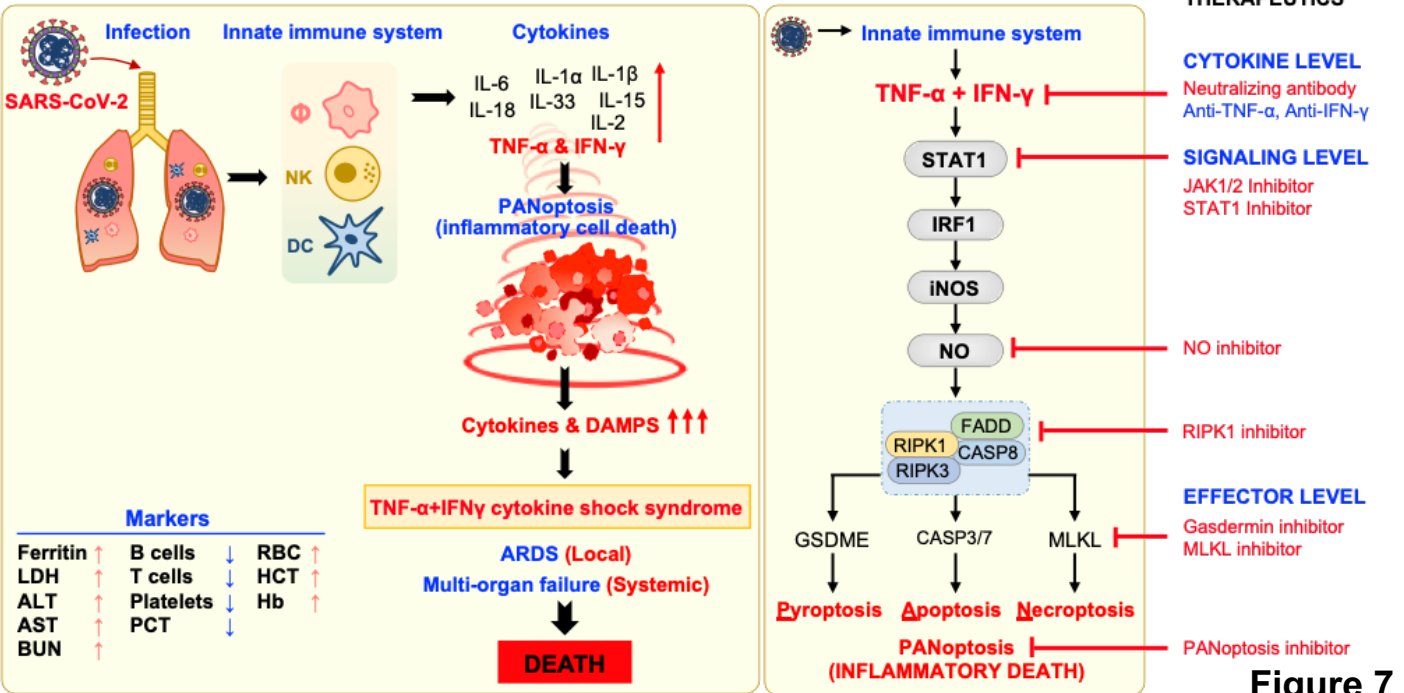 Infection
Innate immune system
Cytokines
SARS-CoV-2
Φ
NK
DC
IL-6 IL-1α IL-1β
IL-18 IL-33 IL-15
IL-2
TNF-α & IFN-γ
PANoptosis
(inflammatory cell death)
Cytokines & DAMPS ↑↑↑
TNF-α+IFNγ cytokine shock syndrome
ARDS (Local)
Multi-organ failure (Systemic)
DEATH
Markers
Ferritin ↑ B cells ↓ RBC ↑
LDH ↑ T cells ↓ HCT ↑
ALT ↑ Platelets ↓ Hb ↑
AST ↑ PCT ↓
BUN ↑
Innate immune system
TNF-α + IFN-γ
STAT1
IRF1
iNOS
NO
FADD
RIPK1
CASP8
RIPK3
GSDME CASP3/7 MLKL
Pyroptosis Apoptosis Necroptosis
PANoptosis
(INFLAMMATORY DEATH)
THERAPEUTICS
CYTOKINE LEVEL
Neutralizing antibody
Anti-TNF-α, Anti-IFN-γ
SIGNALING LEVEL
JAK1/2 Inhibitor
STAT1 Inhibitor
NO inhibitor
RIPK1 inhibitor
EFFECTOR LEVEL
Gasdermin inhibitor
MLKL inhibitor
PANoptosis inhibitor
Figure 7